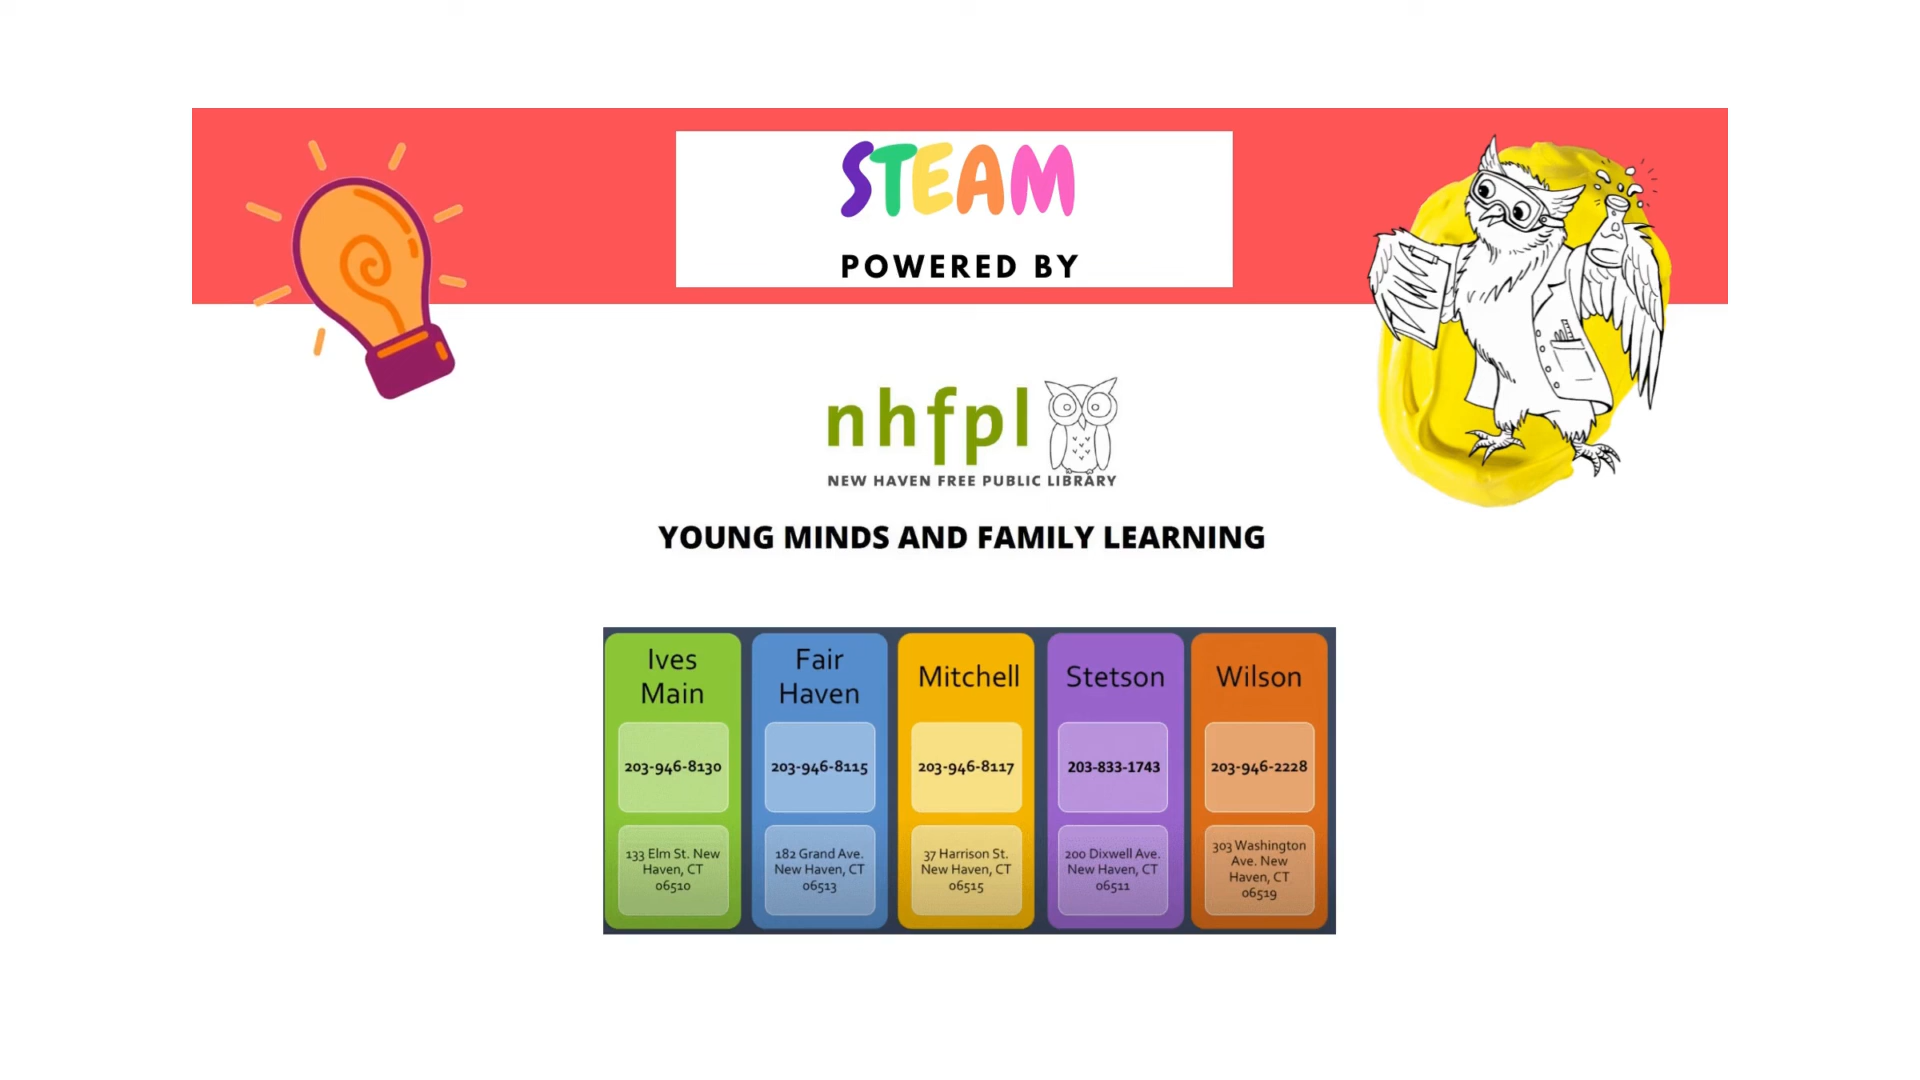 STEAM
POWERED BY
nhfpl
NEW HAVEN FREE PUBLIC LIBRARY
YOUNG MINDS AND FAMILY LEARNING
Ives
Main
203-946-8130
133 Elm St. New
Haven, CT
06510
Fair
Haven
203-946-8115
182 Grand Ave.
New Haven, CT
06513
Mitchell
203-946-8117
37 Harrison St.
New Haven, CT
06515
Stetson
203-833-1743
200 Dixwell Ave.
New Haven, CT
06511
Wilson
203-946-2228
303 Washington
Ave. New
Haven, CT
06519